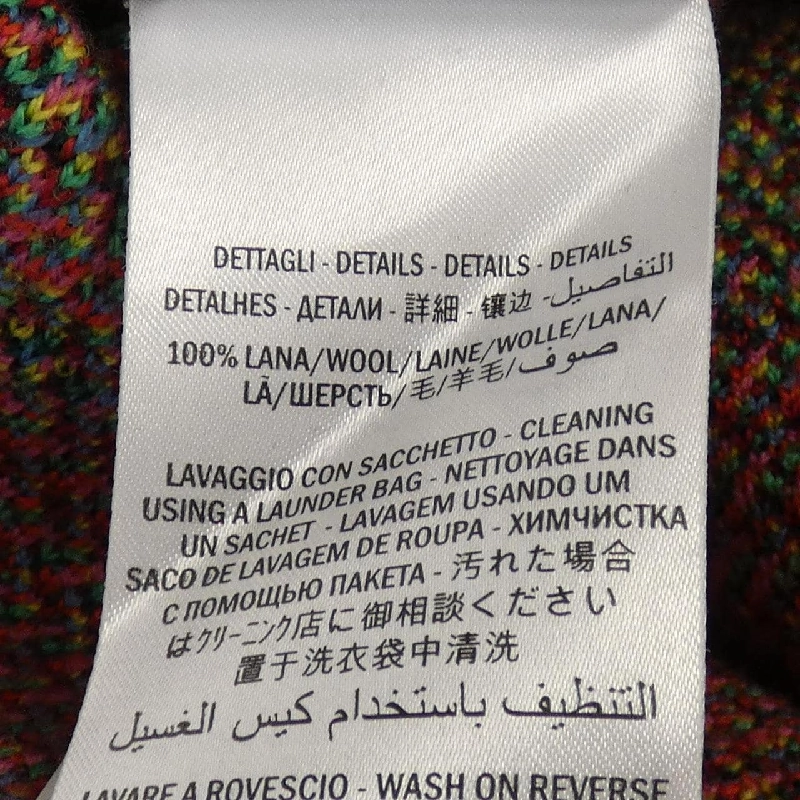 DETTAGLI - DETAILS - DETAILS - DETAILS
DETALHES - ДЕТАЛИ - 詳細 - 镶边 - التفاصيل
100% LANA/WOOL/LAINE/WOLLE/LANA/
LÃ/ШЕРСТЬ/毛/羊毛/صوف
LAVAGGIO CON SACCHETTO - CLEANING
USING A LAUNDER BAG - NETTOYAGE DANS
UN SACHET - LAVAGEM USANDO UM
SACO DE LAVAGEM DE ROUPA - ХИМЧИСТКА
С ПОМОЩЬЮ ПАКЕТА - 汚れた場合
はクリーニング店に御相談ください
置于洗衣袋中清洗
التنظيف باستخدام كيس الغسيل
LAVARE A ROVESCIO - WASH ON REVERSE